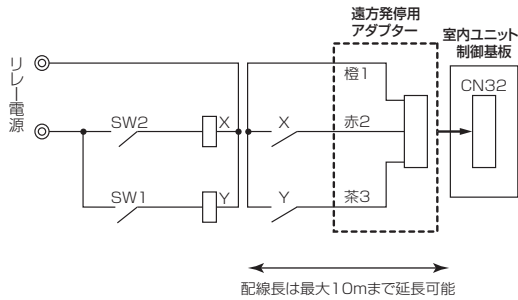 遠方発停用
アダプター
室内ユニット
制御基板
リレー電源
橙1
CN32
SW2
X
X
赤2
SW1
Y
Y
茶3
配線長は最大10mまで延長可能